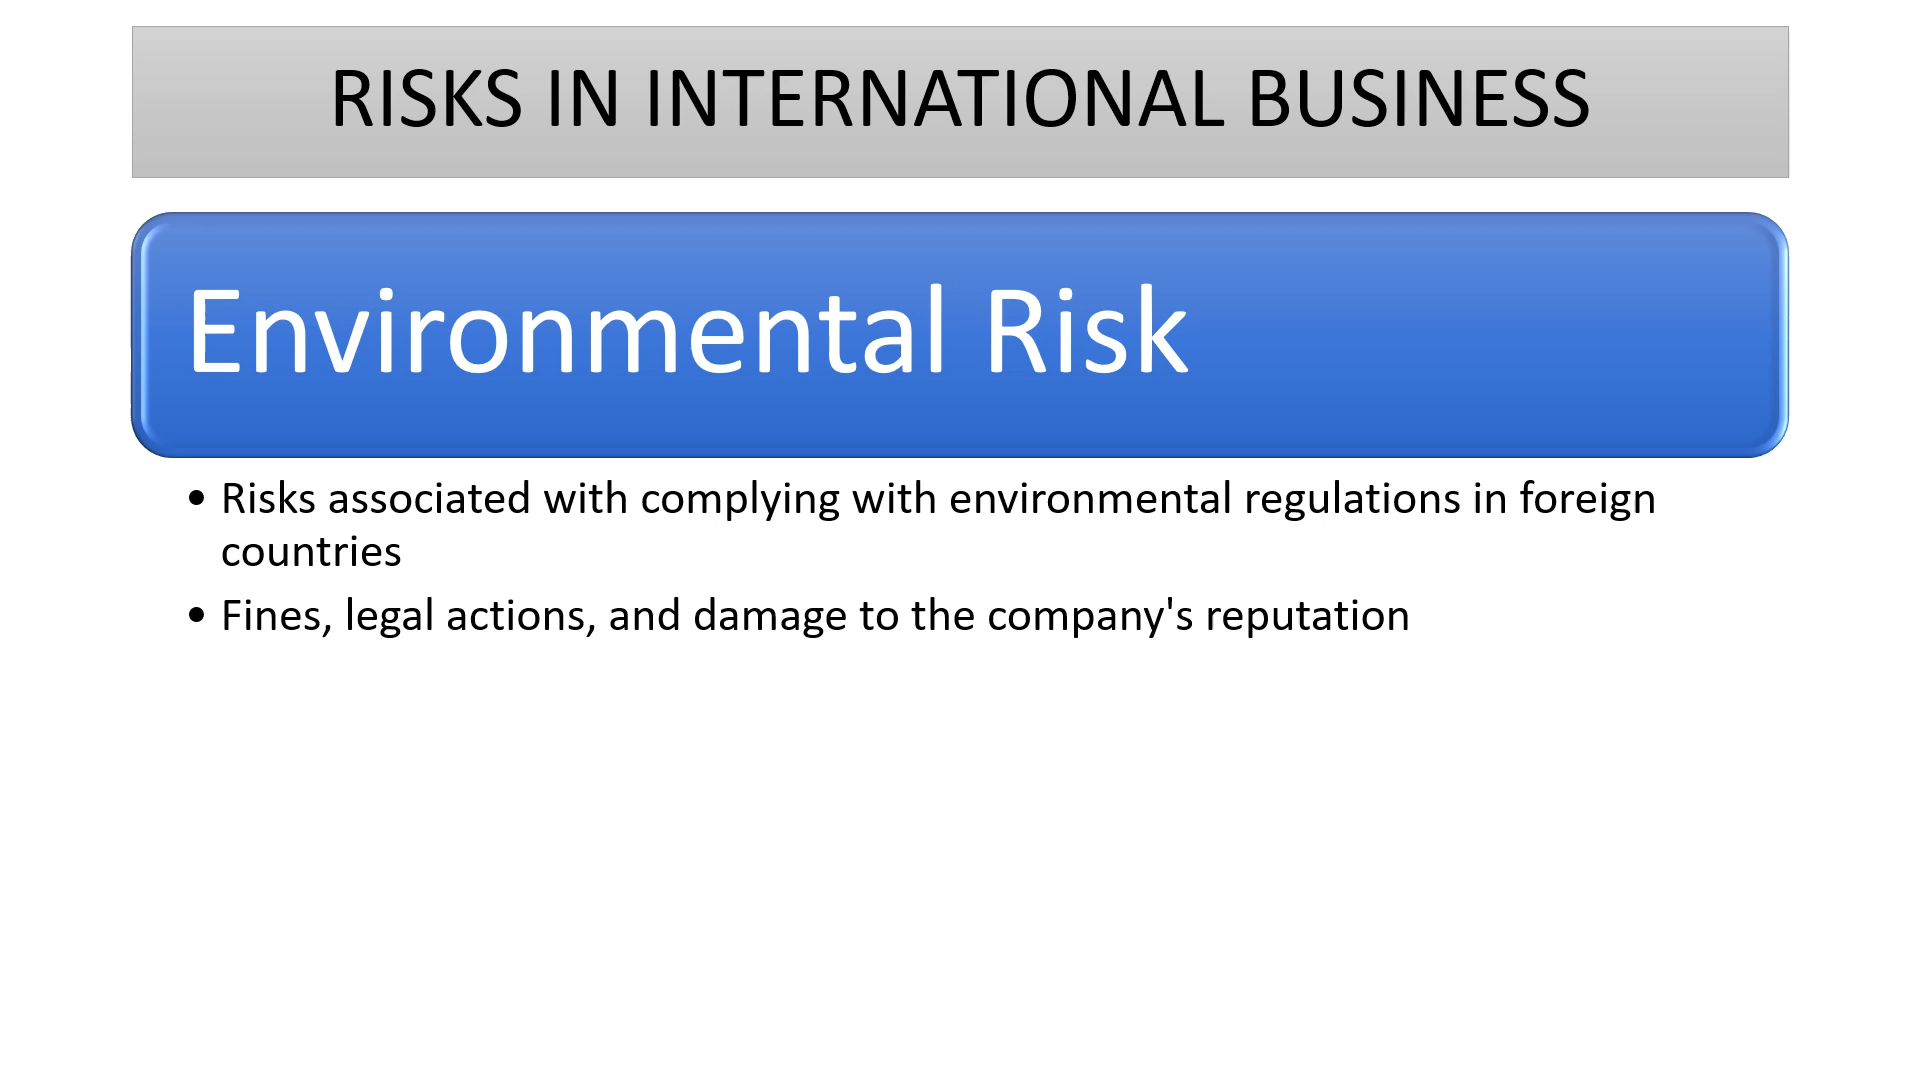 RISKS IN INTERNATIONAL BUSINESS
Environmental Risk
• Risks associated with complying with environmental regulations in foreign
countries
• Fines, legal actions, and damage to the company's reputation